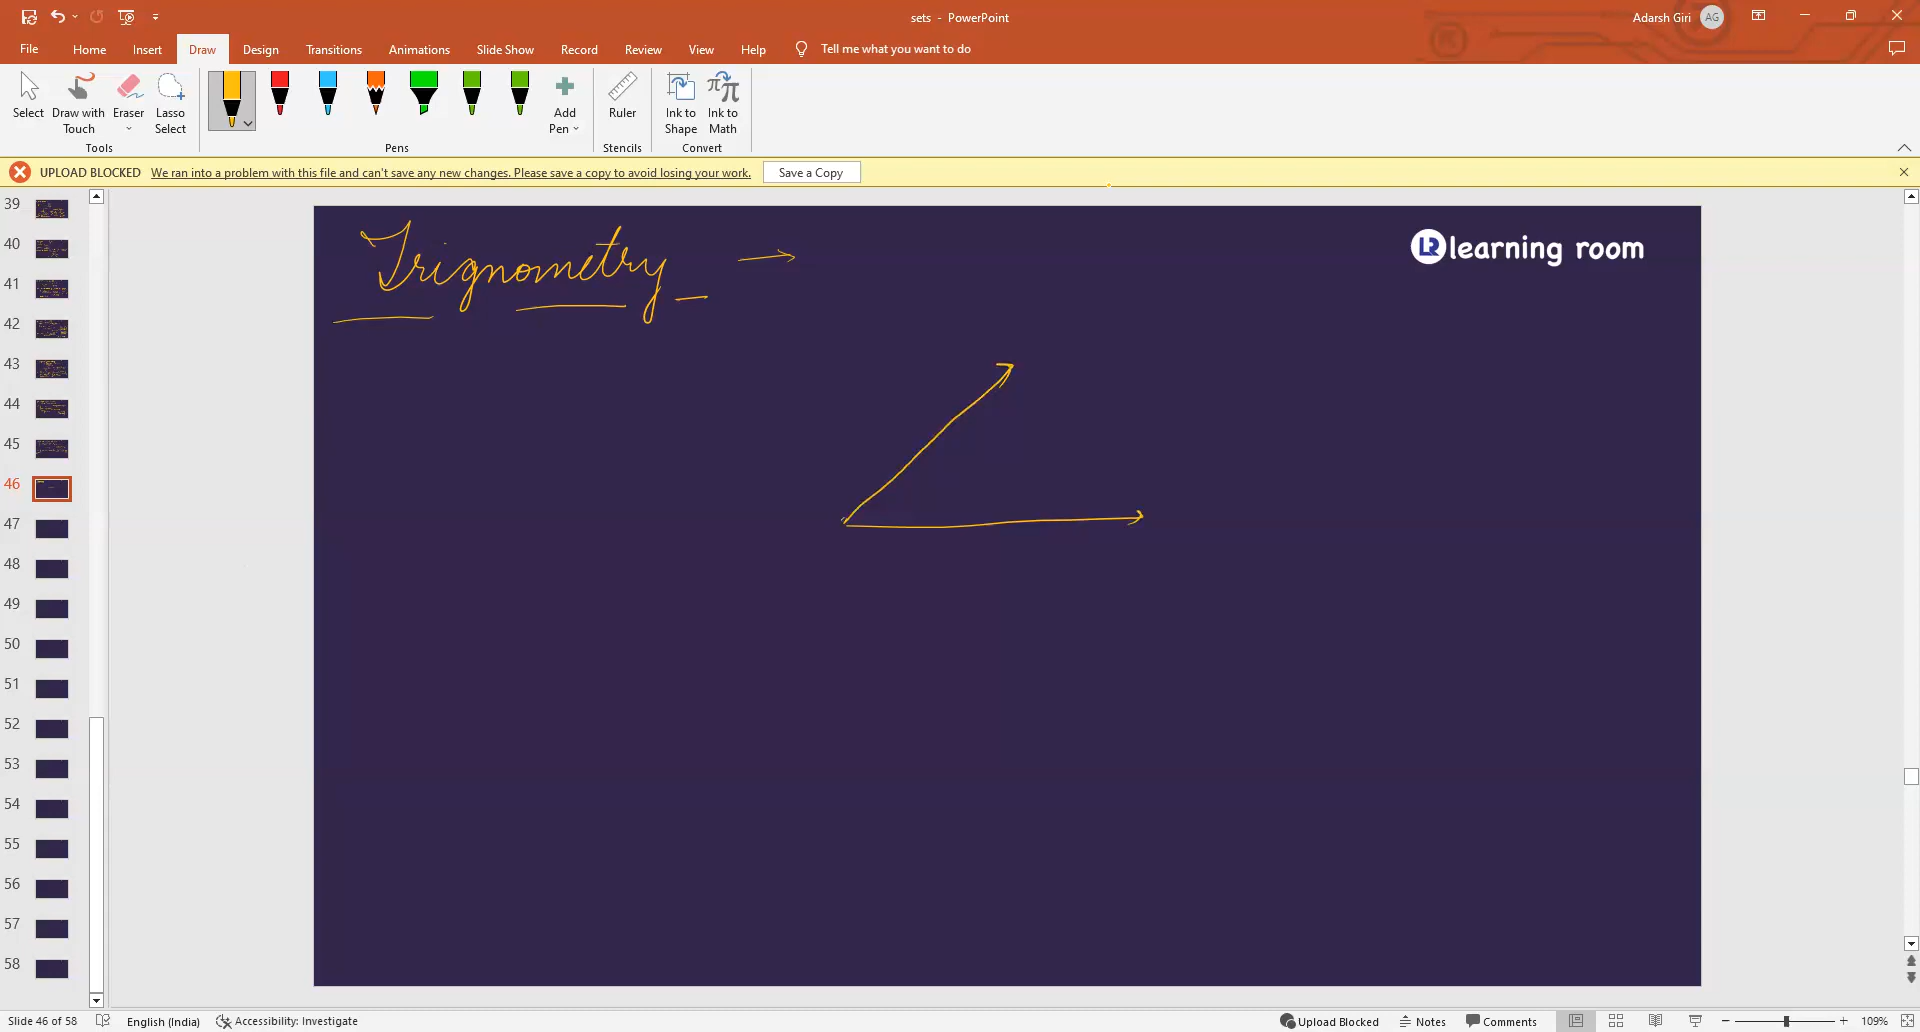 sets - PowerPoint
Adarsh Giri AG
File Home Insert Draw Design Transitions Animations Slide Show Record Review View Help Tell me what you want to do
Select
Draw with Touch
Eraser
Lasso Select
Add Pen
Ruler
Ink to Shape
Ink to Math
Tools Pens Stencils Convert
UPLOAD BLOCKED We ran into a problem with this file and can't save any new changes. Please save a copy to avoid losing your work. Save a Copy
39
40
41
42
43
44
45
46
47
48
49
50
51
52
53
54
55
56
57
58
Trignometry →
LR learning room
Slide 46 of 58 English (India) Accessibility: Investigate Upload Blocked Notes Comments 109%